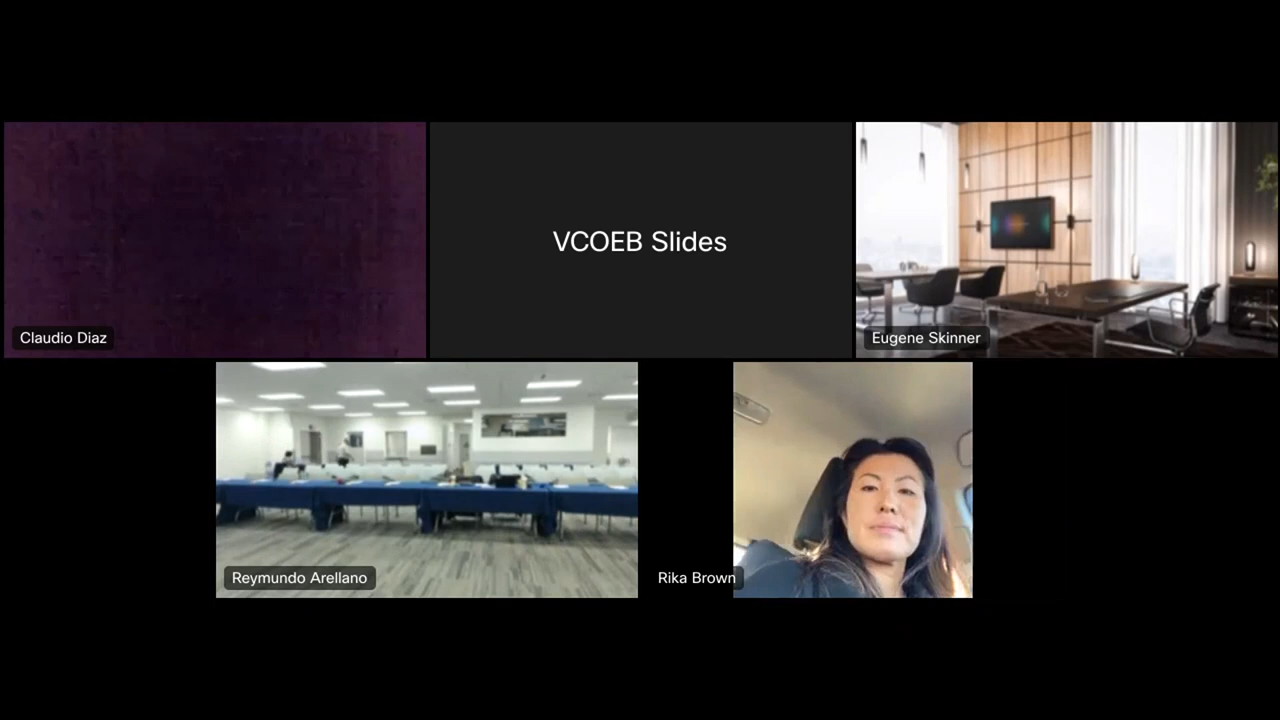 VCOEB Slides
Claudio Diaz
Eugene Skinner
Reymundo Arellano
Rika Brown